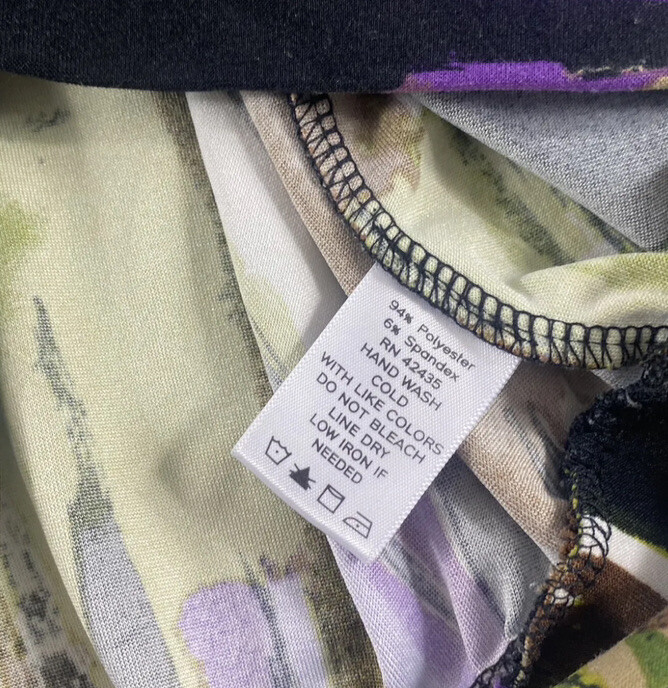 94% Polyester
6% Spandex
RN 42435
HAND WASH
COLD
WITH LIKE COLORS
DO NOT BLEACH
LINE DRY
LOW IRON IF
NEEDED